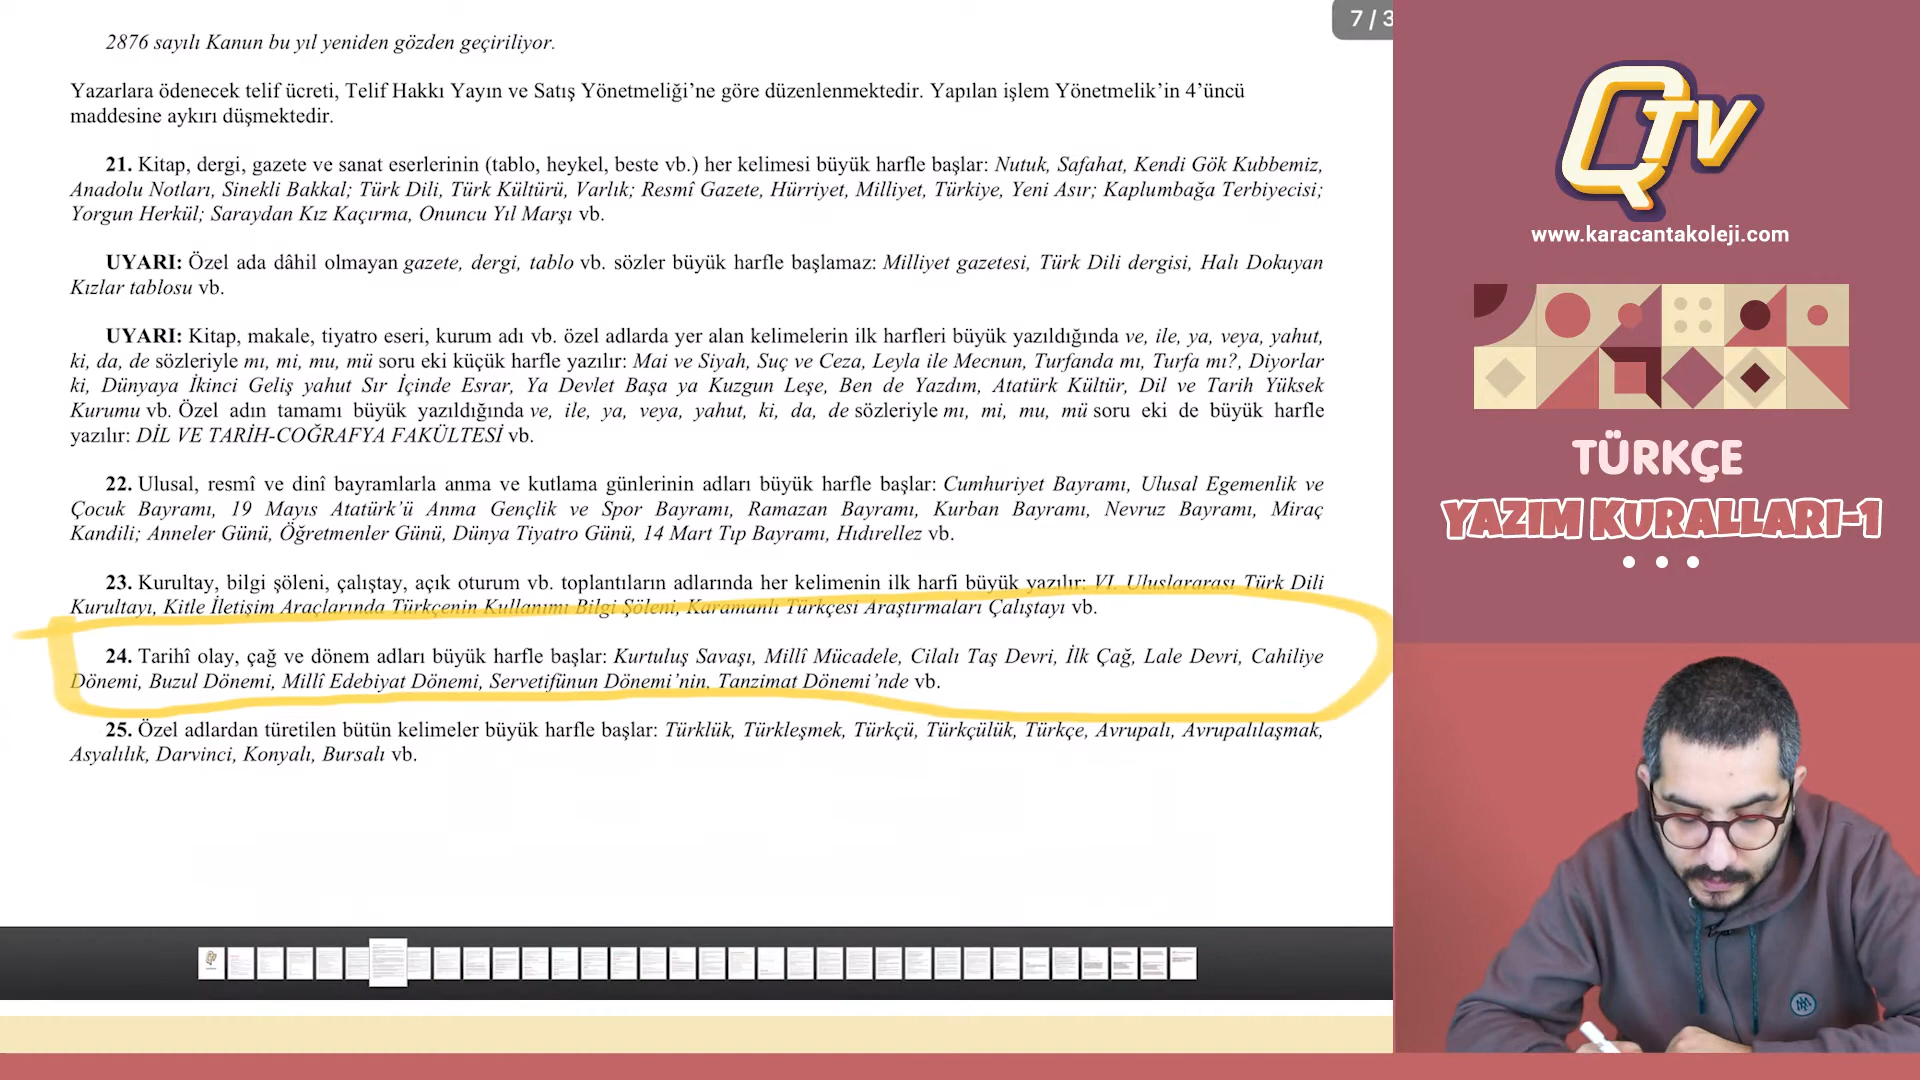 2876 sayılı Kanun bu yıl yeniden gözden geçiriliyor.
Yazarlara ödenecek telif ücreti, Telif Hakkı Yayın ve Satış Yönetmeliği’ne göre düzenlenmektedir. Yapılan işlem Yönetmelik’in 4’üncü
maddesine aykırı düşmektedir.
21. Kitap, dergi, gazete ve sanat eserlerinin (tablo, heykel, beste vb.) her kelimesi büyük harfle başlar: Nutuk, Safahat, Kendi Gök Kubbemiz,
Anadolu Notları, Sinekli Bakkal; Türk Dili, Türk Kültürü, Varlık; Resmî Gazete, Hürriyet, Milliyet, Türkiye, Yeni Asır; Kaplumbağa Terbiyecisi;
Yorgun Herkül; Saraydan Kız Kaçırma, Onuncu Yıl Marşı vb.
UYARI: Özel ada dâhil olmayan gazete, dergi, tablo vb. sözler büyük harfle başlamaz: Milliyet gazetesi, Türk Dili dergisi, Halı Dokuyan
Kızlar tablosu vb.
UYARI: Kitap, makale, tiyatro eseri, kurum adı vb. özel adlarda yer alan kelimelerin ilk harfleri büyük yazıldığında ve, ile, ya, veya, yahut,
ki, da, de sözleriyle mı, mi, mu, mü soru eki küçük harfle yazılır: Mai ve Siyah, Suç ve Ceza, Leyla ile Mecnun, Turfanda mı, Turfa mı?, Diyorlar
ki, Dünyaya İkinci Geliş yahut Sır İçinde Esrar, Ya Devlet Başa ya Kuzgun Leşe, Ben de Yazdım, Atatürk Kültür, Dil ve Tarih Yüksek
Kurumu vb. Özel adın tamamı büyük yazıldığında ve, ile, ya, veya, yahut, ki, da, de sözleriyle mı, mi, mu, mü soru eki de büyük harfle
yazılır: DİL VE TARİH-COĞRAFYA FAKÜLTESİ vb.
22. Ulusal, resmî ve dinî bayramlarla anma ve kutlama günlerinin adları büyük harfle başlar: Cumhuriyet Bayramı, Ulusal Egemenlik ve
Çocuk Bayramı, 19 Mayıs Atatürk’ü Anma Gençlik ve Spor Bayramı, Ramazan Bayramı, Kurban Bayramı, Nevruz Bayramı, Miraç
Kandili; Anneler Günü, Öğretmenler Günü, Dünya Tiyatro Günü, 14 Mart Tıp Bayramı, Hıdırellez vb.
23. Kurultay, bilgi şöleni, çalıştay, açık oturum vb. toplantıların adlarında her kelimenin ilk harfi büyük yazılır: VI. Uluslararası Türk Dili
Kurultayı, Kitle İletişim Araçlarında Türkçenin Kullanımı Bilgi Şöleni, Karamanlı Türkçesi Araştırmaları Çalıştayı vb.
24. Tarihî olay, çağ ve dönem adları büyük harfle başlar: Kurtuluş Savaşı, Millî Mücadele, Cilalı Taş Devri, İlk Çağ, Lale Devri, Cahiliye
Dönemi, Buzul Dönemi, Millî Edebiyat Dönemi, Servetifünun Dönemi’nin, Tanzimat Dönemi’nde vb.
25. Özel adlardan türetilen bütün kelimeler büyük harfle başlar: Türklük, Türkleşmek, Türkçü, Türkçülük, Türkçe, Avrupalı, Avrupalılaşmak,
Asyalılık, Darvinci, Konyalı, Bursalı vb.
7 / 3
QTV
www.karacantakoleji.com
TÜRKÇE
YAZIM KURALLARI-1